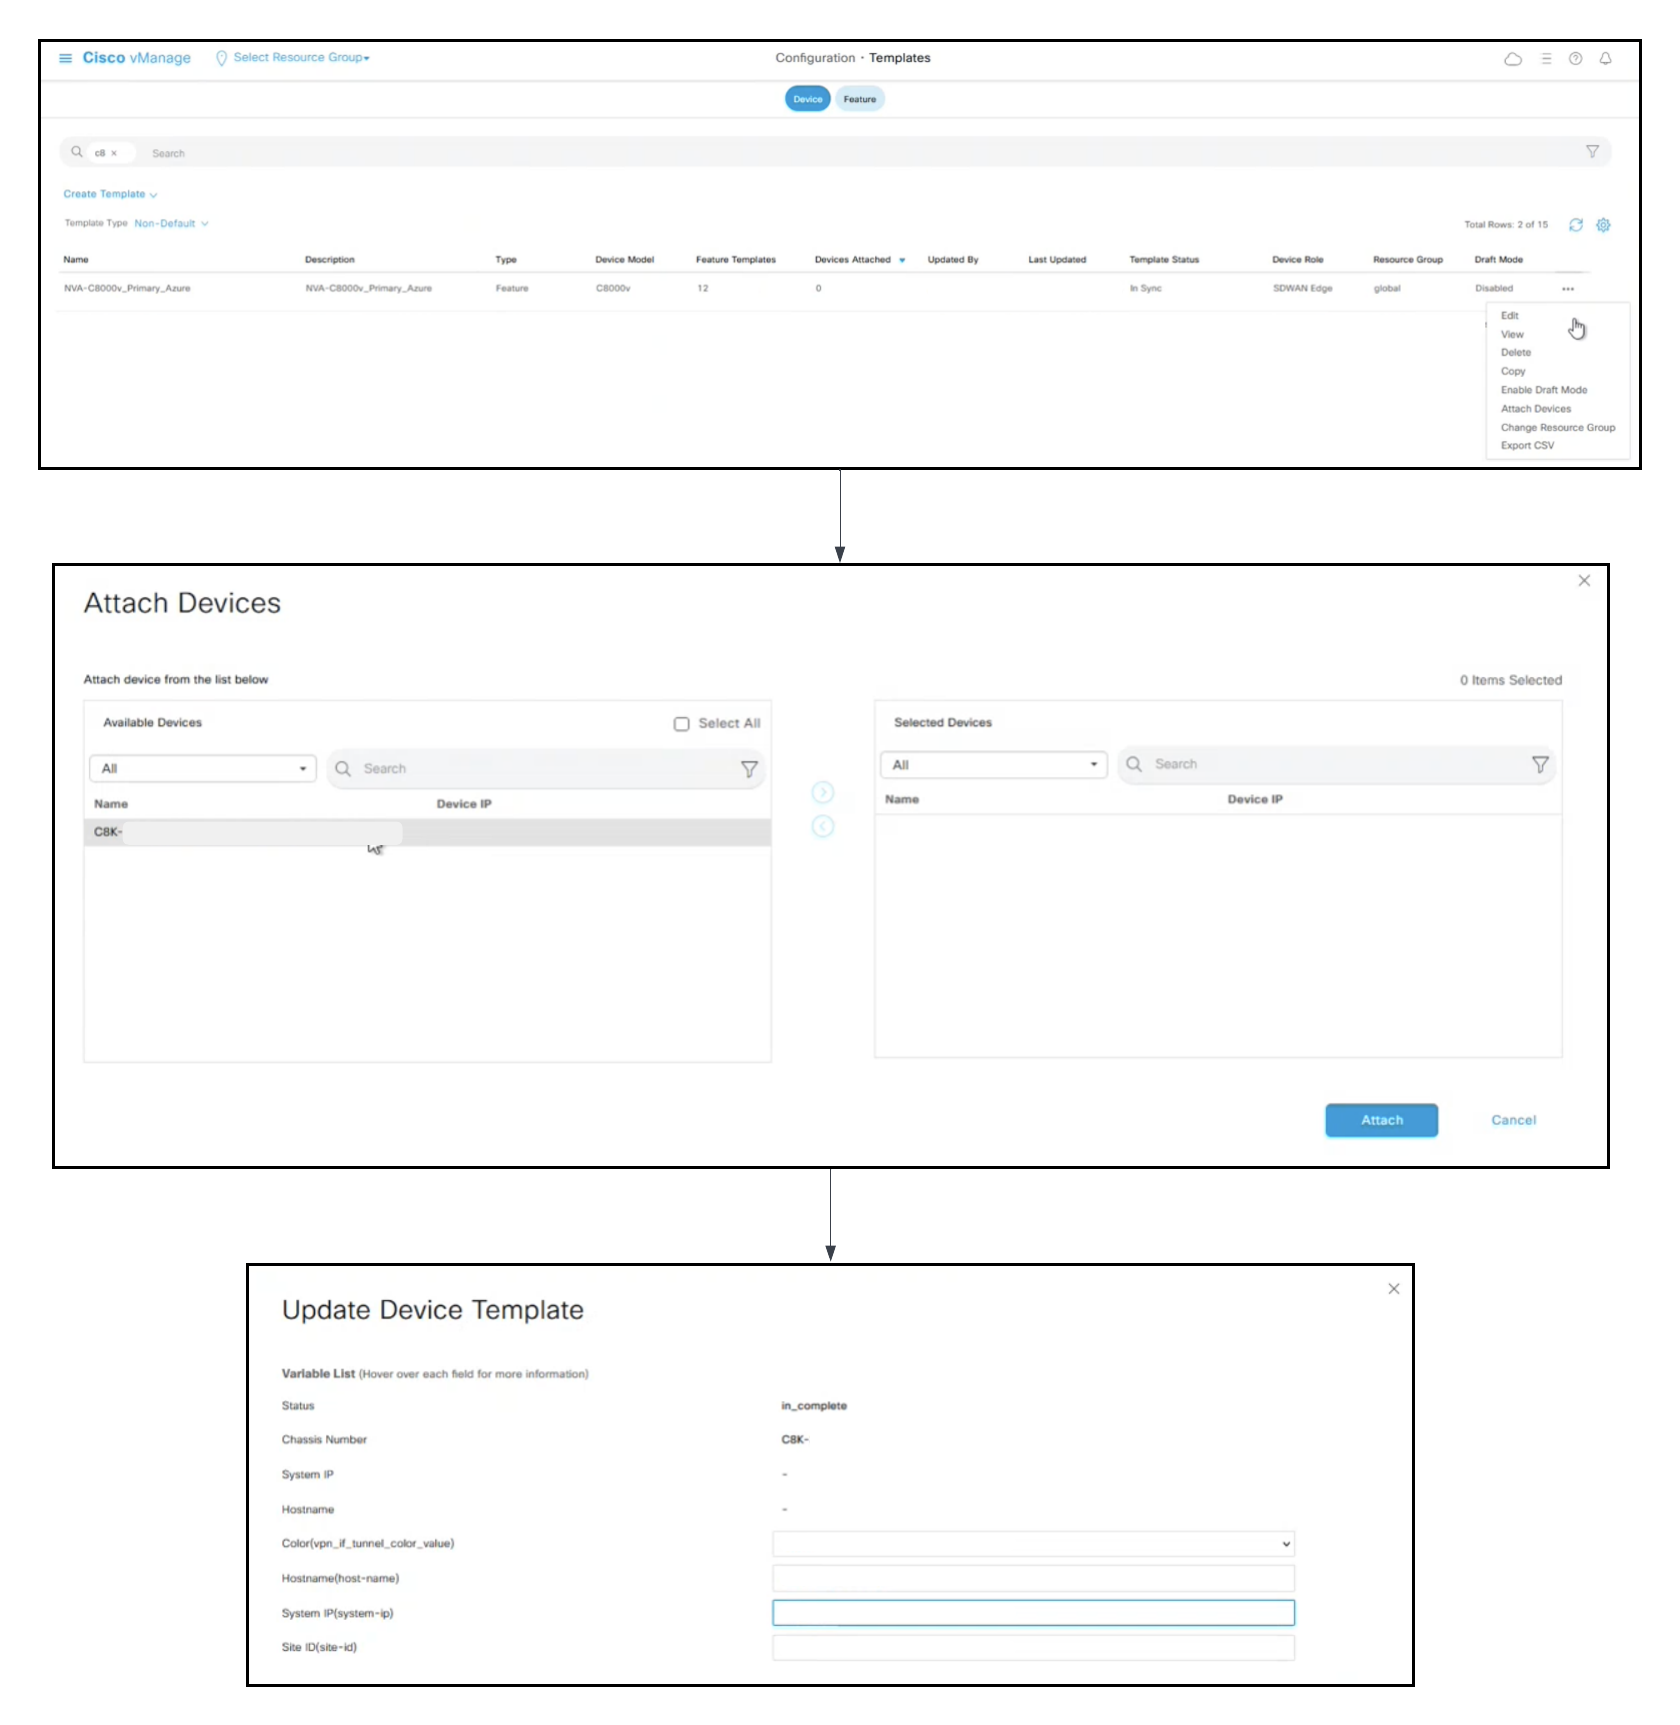 Cisco vManage Select Resource Group Configuration · Templates
Device Feature
c8 × Search
Create Template
Template Type Non-Default Total Rows: 2 of 15
Name Description Type Device Model Feature Templates Devices Attached Updated By Last Updated Template Status Device Role Resource Group Draft Mode
NVA-C8000v_Primary_Azure NVA-C8000v_Primary_Azure Feature C8000v 12 0 In Sync SDWAN Edge global Disabled ...
Edit
View
Delete
Copy
Enable Draft Mode
Attach Devices
Change Resource Group
Export CSV
Attach Devices
Attach device from the list below 0 Items Selected
Available Devices Select All Selected Devices
All Search All Search
Name Device IP Name Device IP
C8K-
Attach Cancel
Update Device Template
Variable List (Hover over each field for more information)
Status in_complete
Chassis Number C8K-
System IP -
Hostname -
Color(vpn_if_tunnel_color_value)
Hostname(host-name)
System IP(system-ip)
Site ID(site-id)